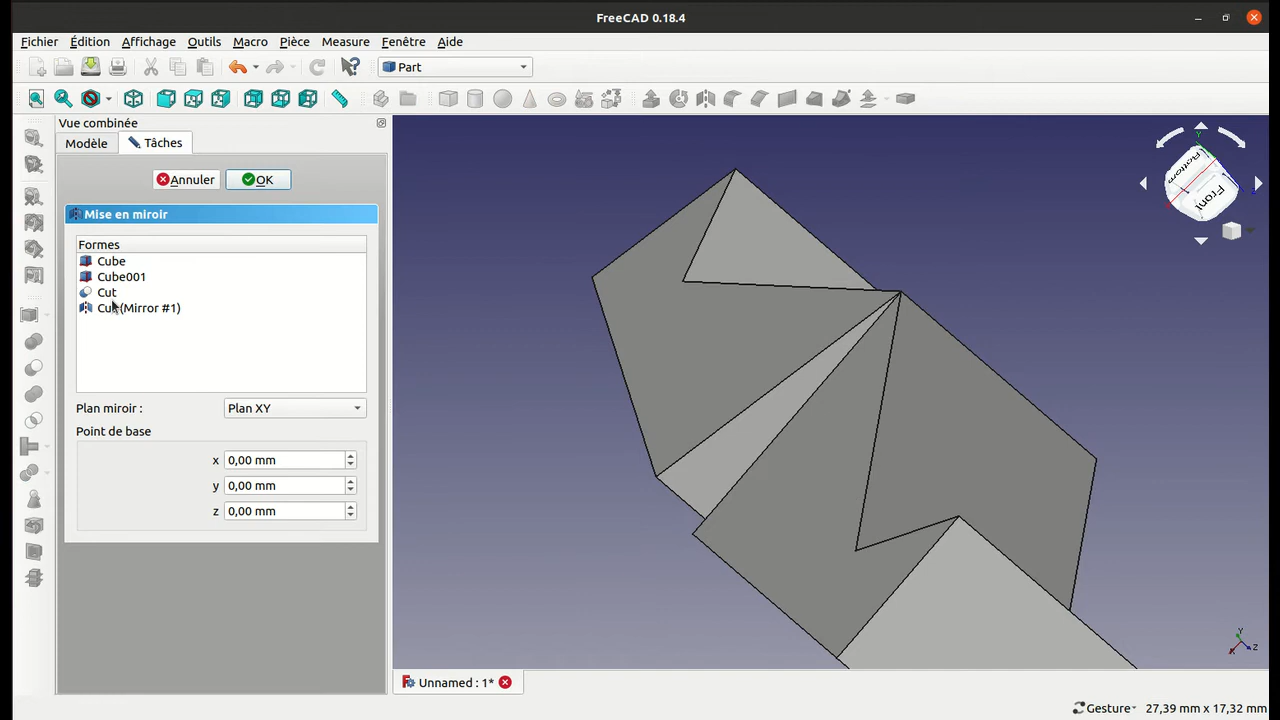 FreeCAD 0.18.4
Fichier Édition Affichage Outils Macro Pièce Measure Fenêtre Aide
Part
Vue combinée
Modèle Tâches
Annuler OK
Mise en miroir
Formes
Cube
Cube001
Cut
Cut (Mirror #1)
Plan miroir : Plan XY
Point de base
x 0,00 mm
y 0,00 mm
z 0,00 mm
Y
Bottom
Front
Z
Y
X
Z
Unnamed : 1*
Gesture 27,39 mm x 17,32 mm